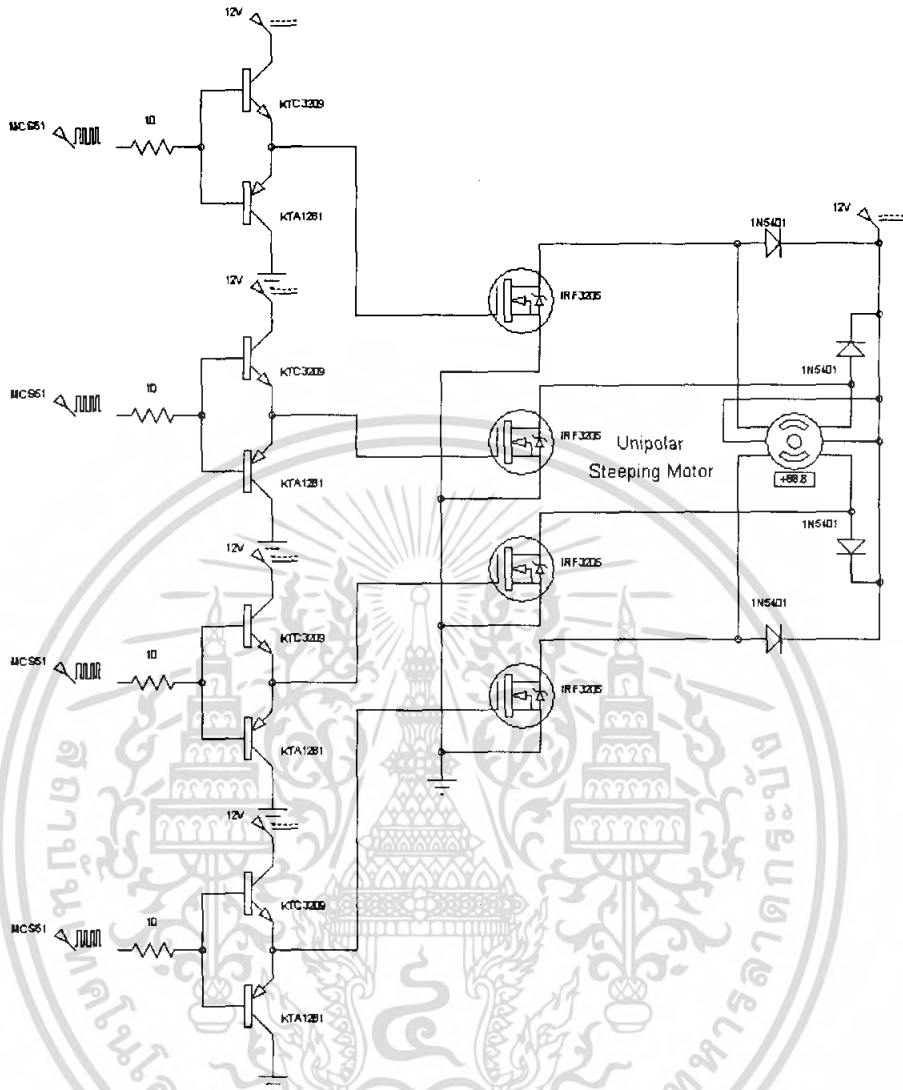 12V
KTC3209
MCS51
10
KTA1281
12V
KTC3209
MCS51
10
KTA1281
12V
KTC3209
MCS51
10
KTA1281
12V
KTC3209
MCS51
10
KTA1281
IRF3205
IRF3205
IRF3205
IRF3205
12V
1N5401
1N5401
Unipolar
Steeping Motor
+88.8
1N5401
1N5401